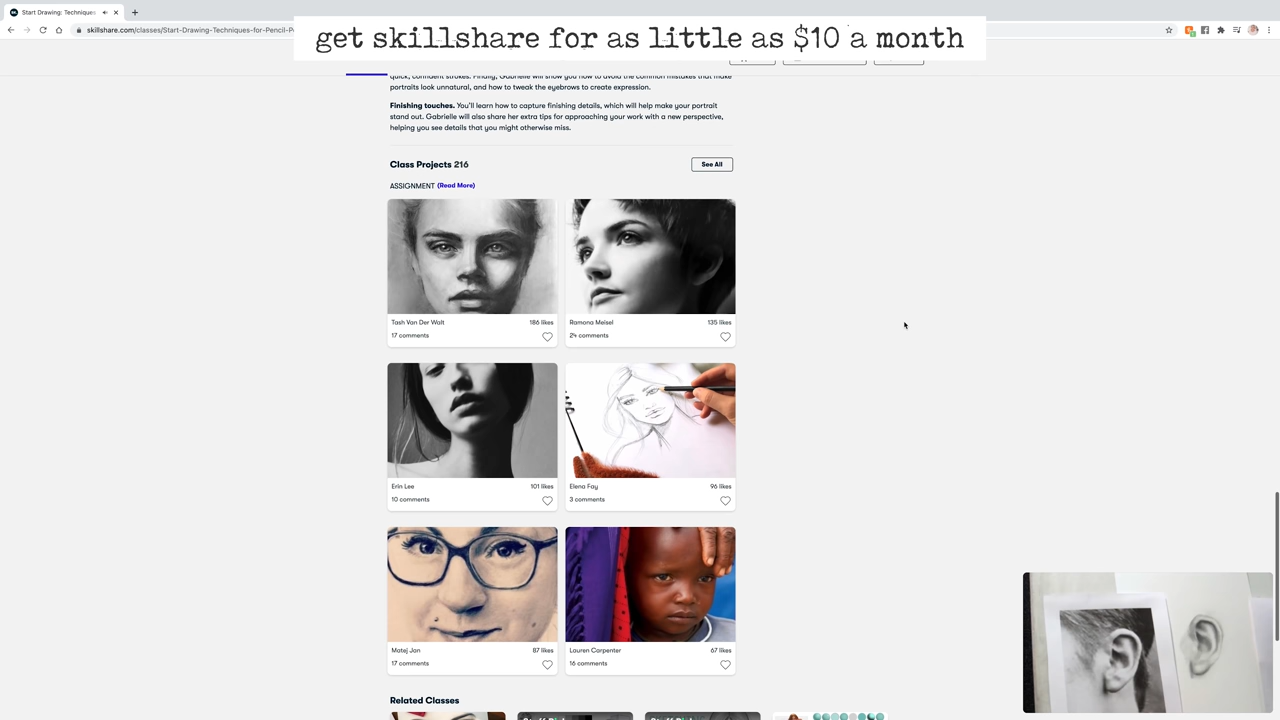 Start Drawing: Techniques
skillshare.com/classes/Start-Drawing-Techniques-for-Pencil-P
get skillshare for as little as $10 a month
quick, confident strokes. Finally, Gabrielle will show you how to avoid the common mistakes that make
portraits look unnatural, and how to tweak the eyebrows to create expression.
Finishing touches. You'll learn how to capture finishing details, which will help make your portrait
stand out. Gabrielle will also share her extra tips for approaching your work with a new perspective,
helping you see details that you might otherwise miss.
Class Projects 216
See All
ASSIGNMENT (Read More)
Tash Van Der Walt 186 likes
17 comments
Ramona Meisel 135 likes
24 comments
Erin Lee 101 likes
10 comments
Elena Fay 96 likes
3 comments
Matej Jan 87 likes
17 comments
Lauren Carpenter 67 likes
16 comments
Related Classes